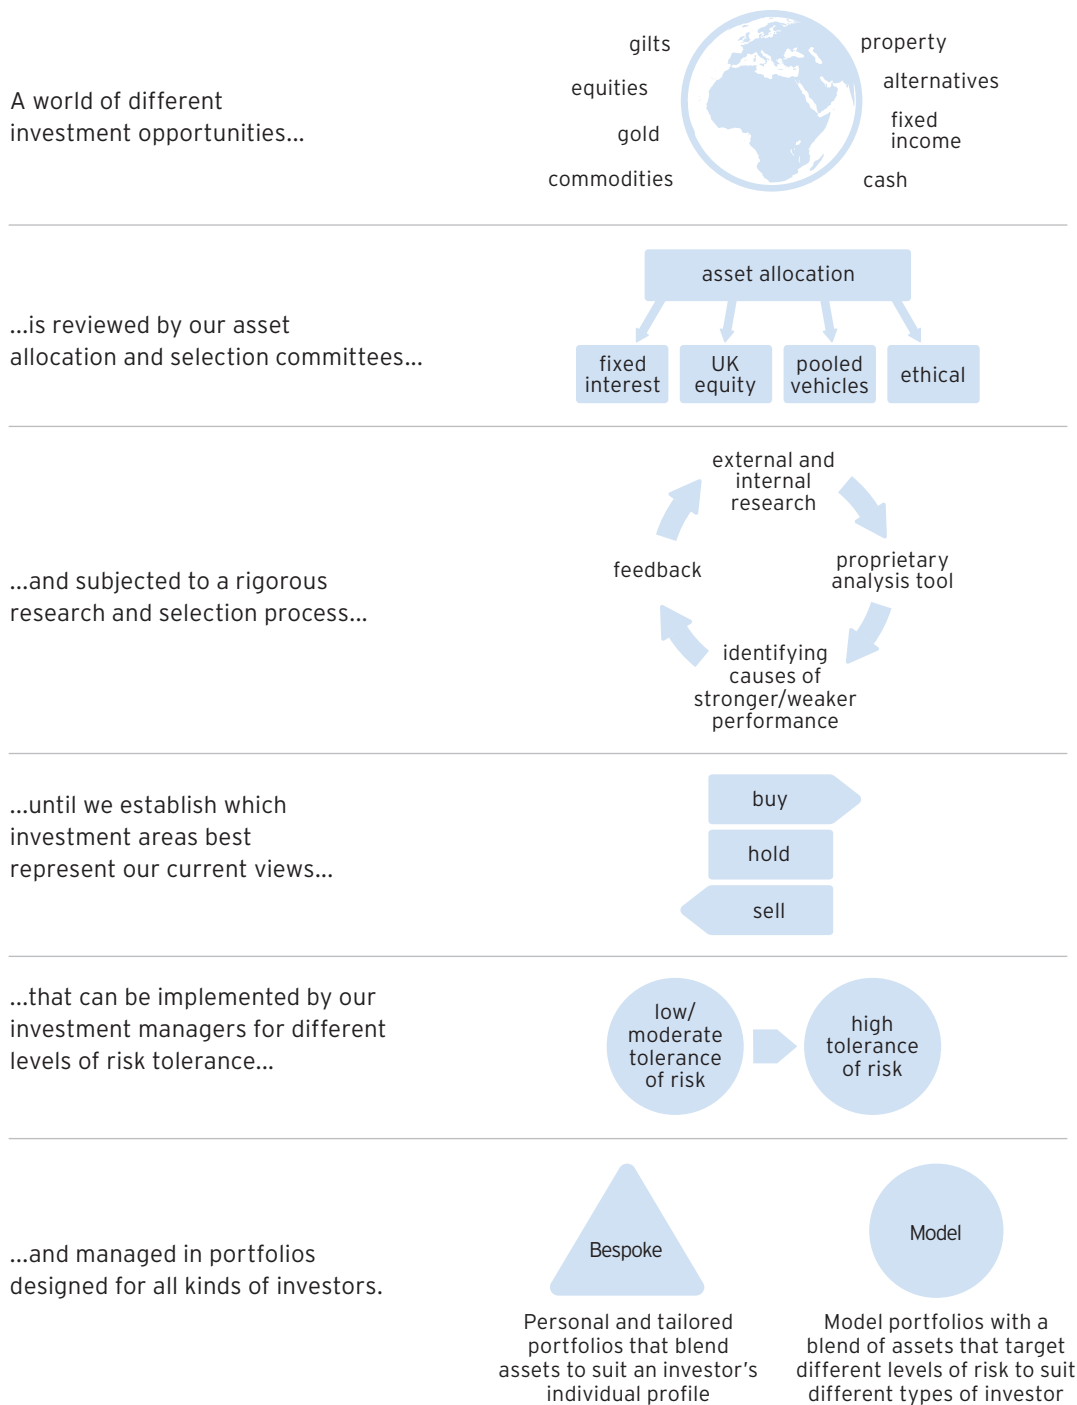 A world of different
investment opportunities...
gilts
equities
gold
commodities
property
alternatives
fixed
income
cash
...is reviewed by our asset
allocation and selection committees...
asset allocation
fixed
interest
UK
equity
pooled
vehicles
ethical
...and subjected to a rigorous
research and selection process...
external and
internal
research
proprietary
analysis tool
identifying
causes of
stronger/weaker
performance
feedback
...until we establish which
investment areas best
represent our current views...
buy
hold
sell
...that can be implemented by our
investment managers for different
levels of risk tolerance...
low/
moderate
tolerance
of risk
high
tolerance
of risk
...and managed in portfolios
designed for all kinds of investors.
Bespoke
Personal and tailored
portfolios that blend
assets to suit an investor's
individual profile
Model
Model portfolios with a
blend of assets that target
different levels of risk to suit
different types of investor